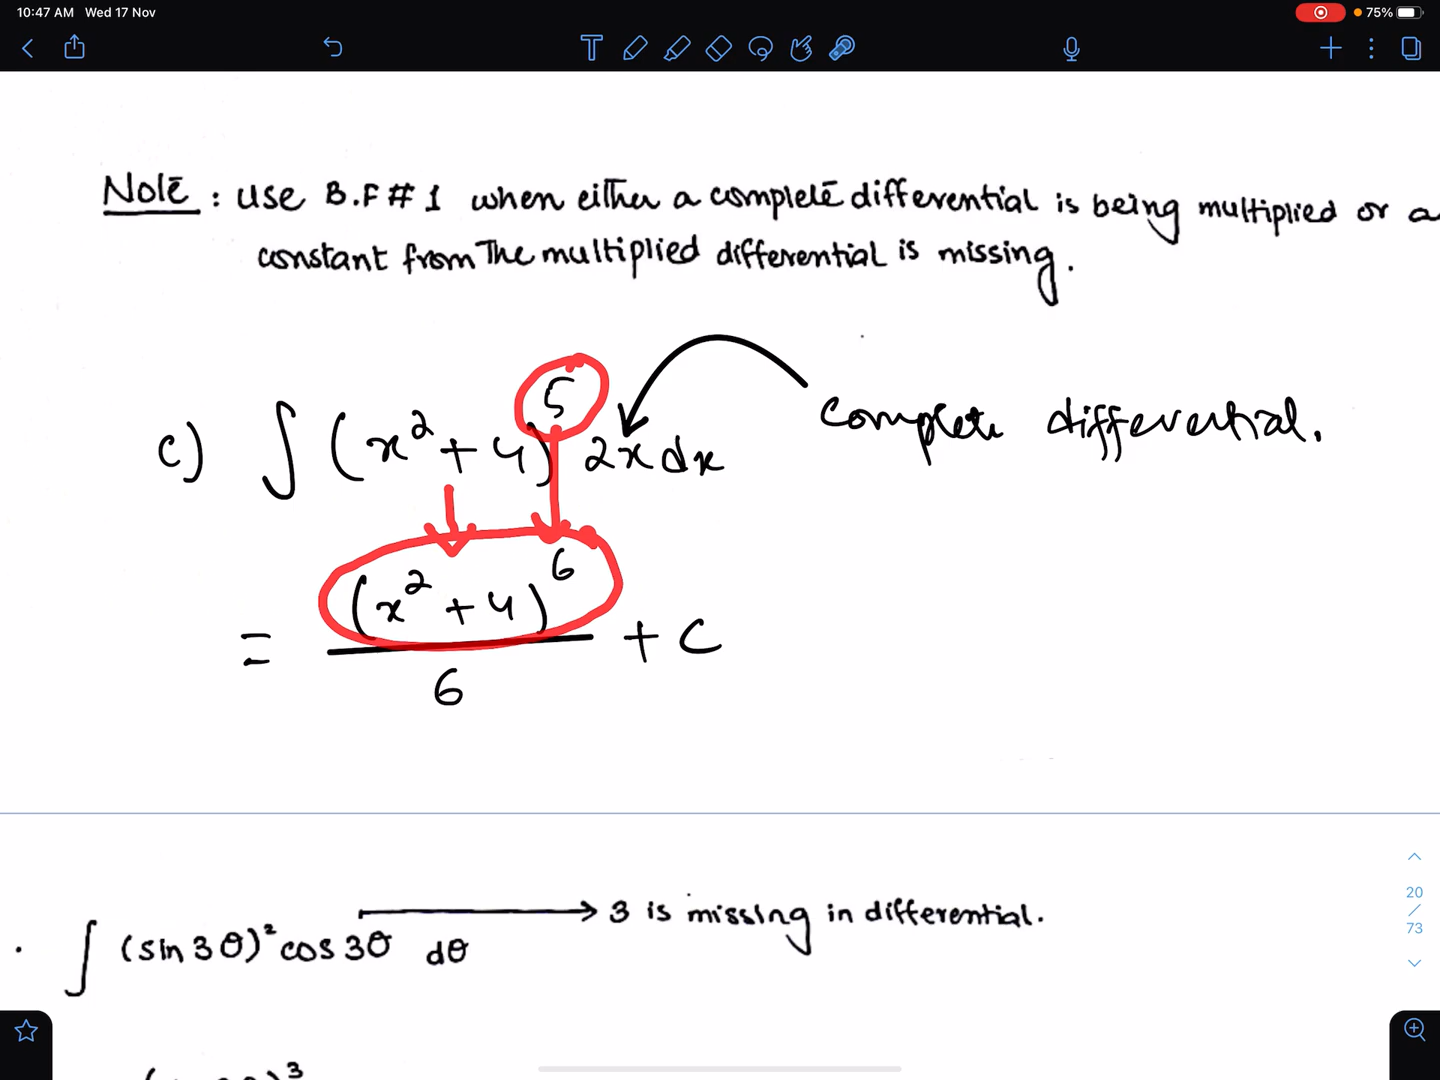 10:47 AM Wed 17 Nov
75%
Note : Use B.F # 1 when either a complete differential is being multiplied or a
constant from The multiplied differential is missing.
c) ∫ (x² + 4)⁵ 2x dx
Complete differential.
= (x² + 4)⁶ / 6 + C
20
/
73
∫ (sin 3θ)² cos 3θ dθ → 3 is missing in differential.